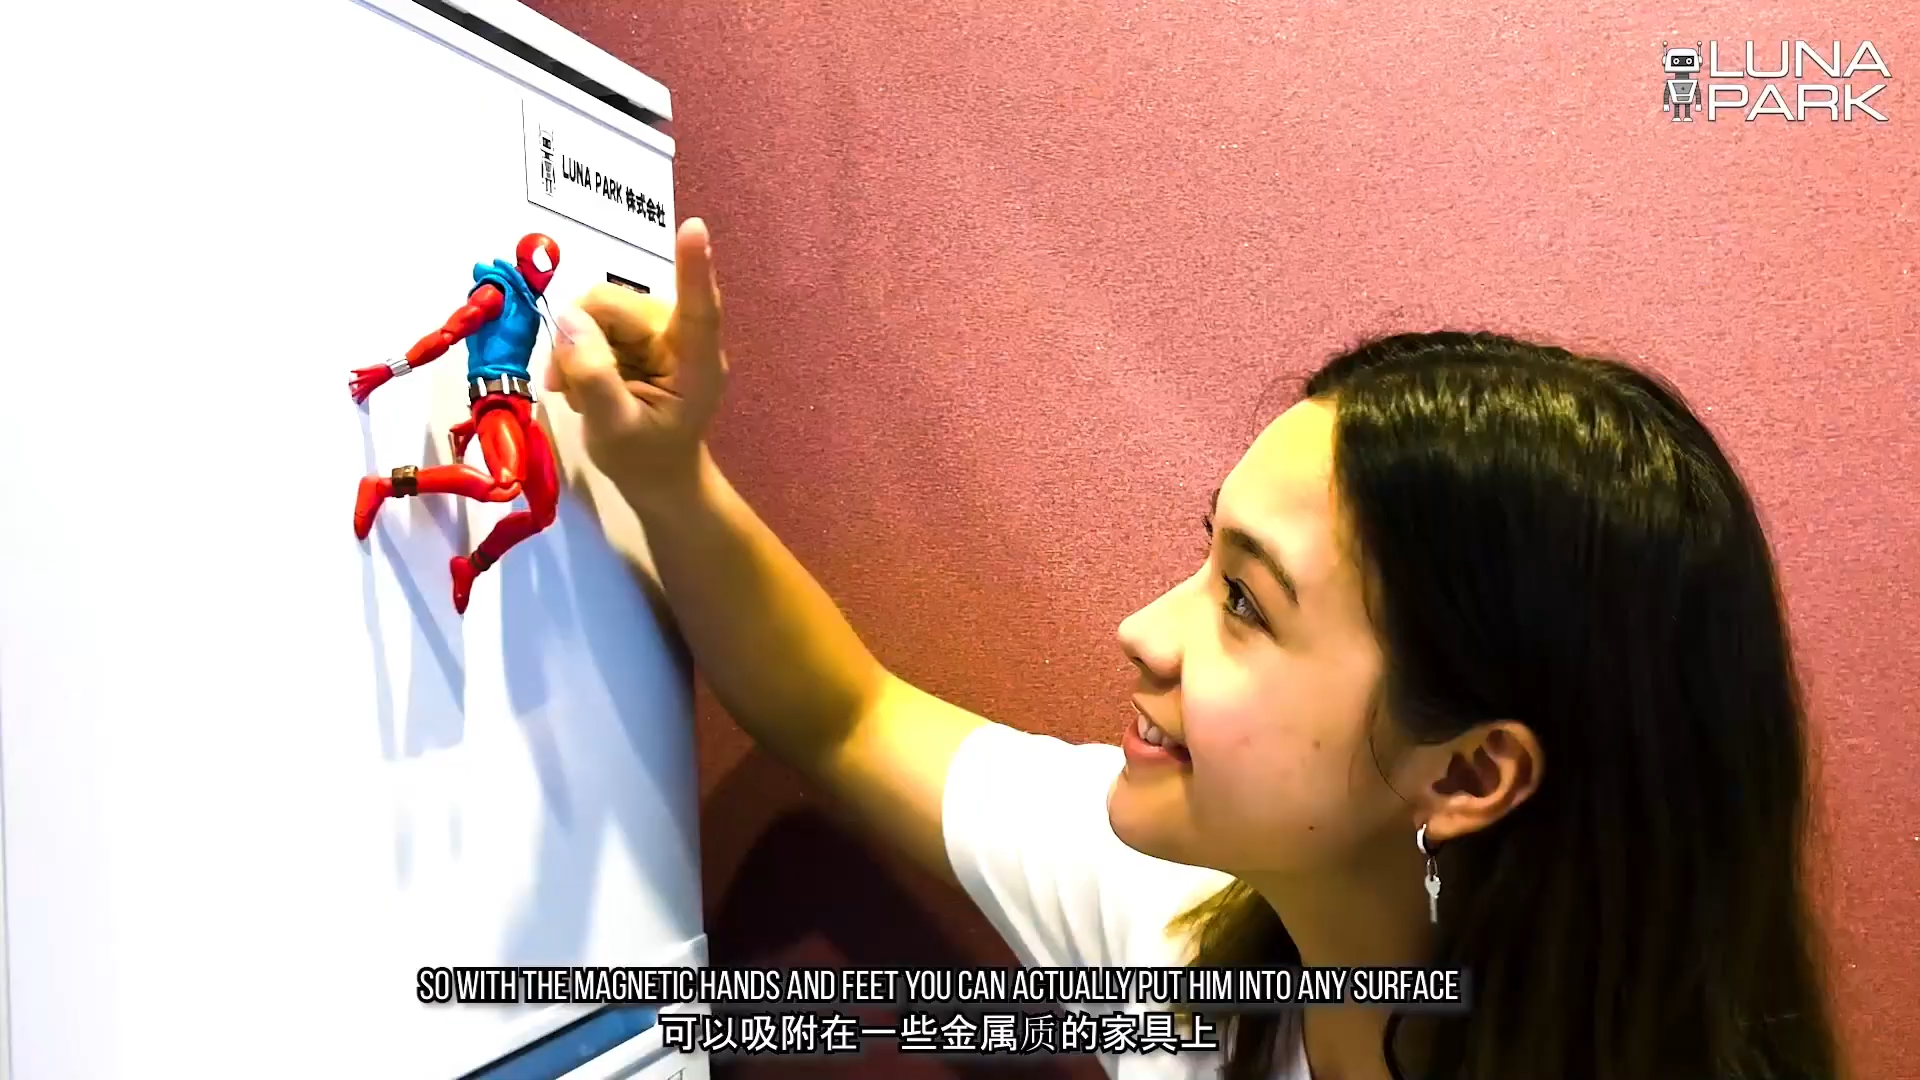 LUNA
PARK
LUNA PARK 株式会社
SO WITH THE MAGNETIC HANDS AND FEET YOU CAN ACTUALLY PUT HIM INTO ANY SURFACE
可以吸附在一些金属质的家具上